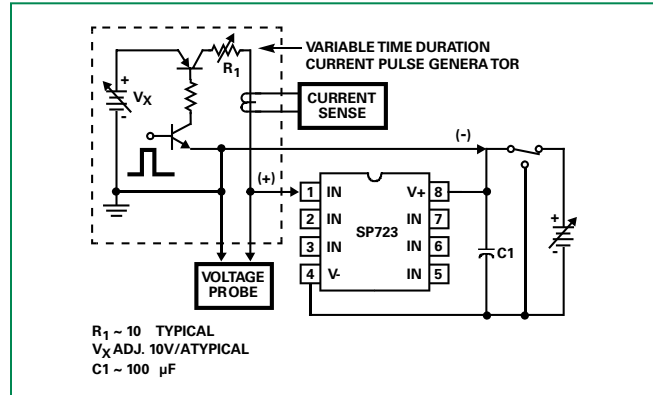 VARIABLE TIME DURATION
CURRENT PULSE GENERATOR
R1
+
VX
-
CURRENT
SENSE
(-)
(+)
1 IN V+ 8
2 IN IN 7
SP723
3 IN IN 6
4 V- IN 5
C1
+
-
VOLTAGE
PROBE
R1 ~ 10 TYPICAL
VX ADJ. 10V/ATYPICAL
C1 ~ 100 µF